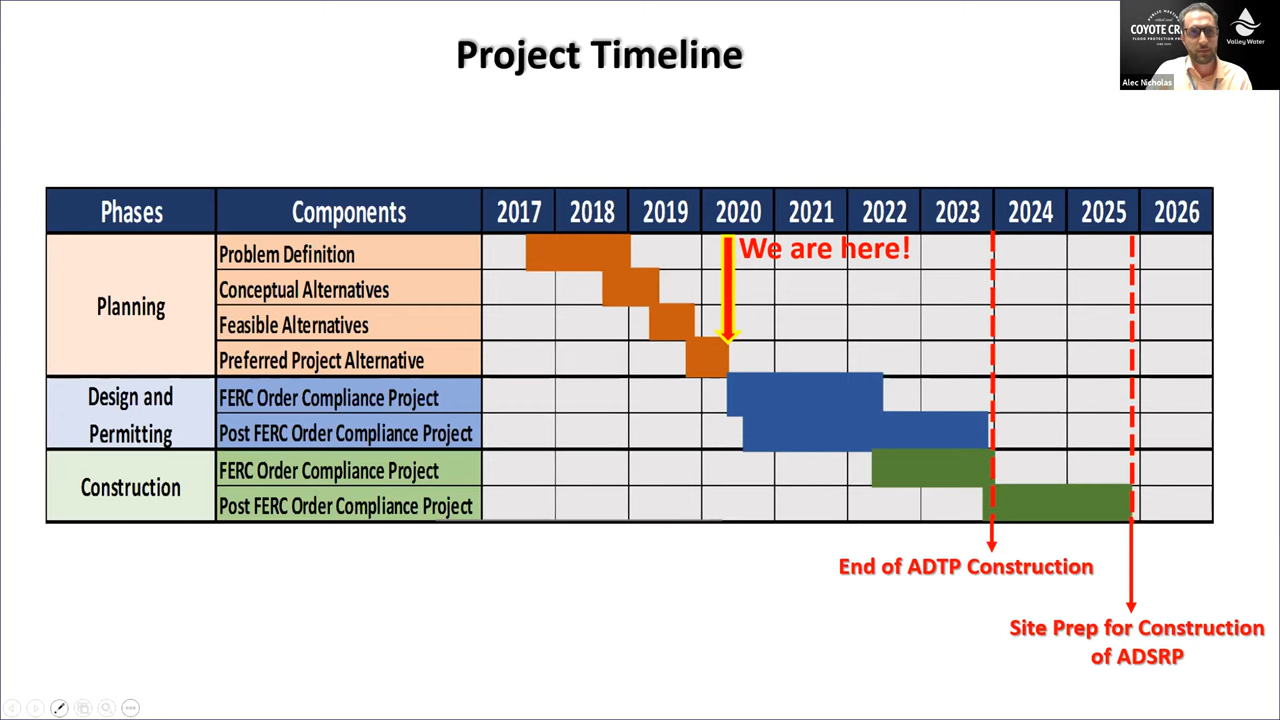 Project Timeline
PUBLIC MEETING
COYOTE CR
Valley Water
Alec Nicholas
Phases Components 2017 2018 2019 2020 2021 2022 2023 2024 2025 2026
We are here!
Planning
Problem Definition
Conceptual Alternatives
Feasible Alternatives
Preferred Project Alternative
Design and
Permitting
FERC Order Compliance Project
Post FERC Order Compliance Project
Construction
FERC Order Compliance Project
Post FERC Order Compliance Project
End of ADTP Construction
Site Prep for Construction
of ADSRP